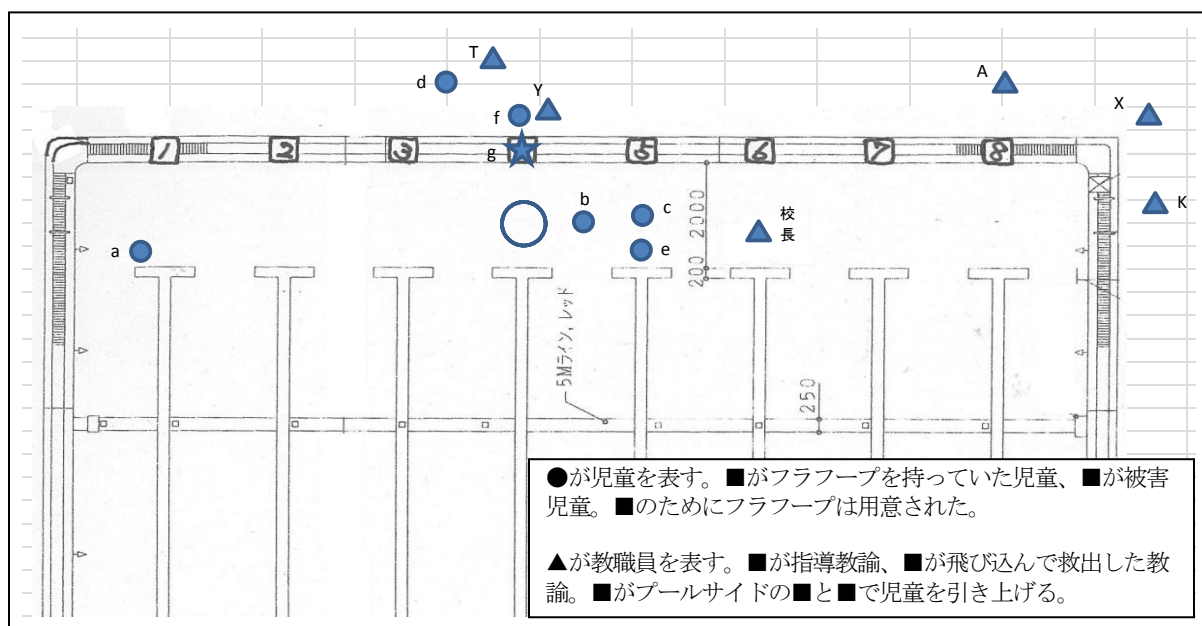 T
d
Y
f
A
X
1
2
3
g
5
6
7
8
b
c
校長
K
a
e
2000
200
5Mライン,レッド
250
●が児童を表す。■がフラフープを持っていた児童、■が被害
児童。■のためにフラフープは用意された。
▲が教職員を表す。■が指導教諭、■が飛び込んで救出した教
諭。■がプールサイドの■と■で児童を引き上げる。